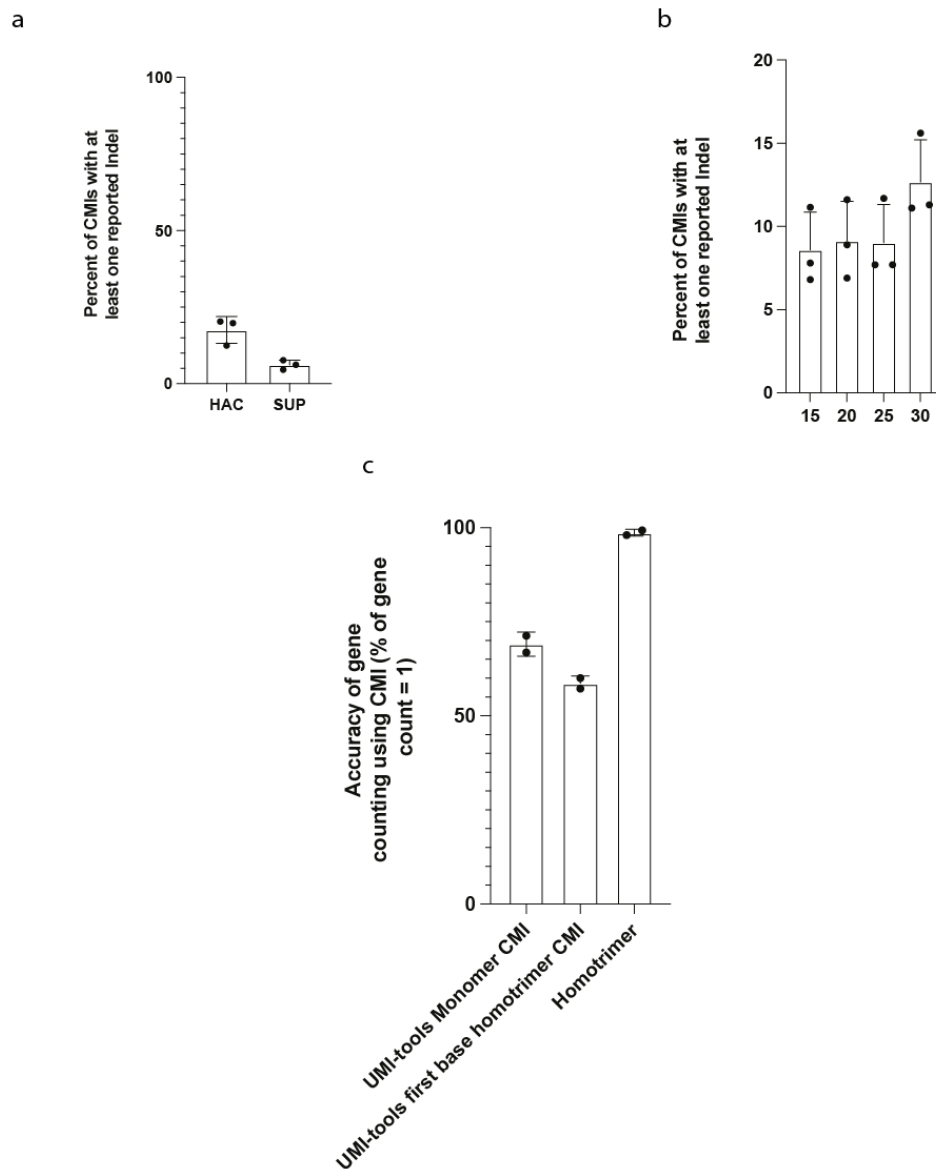 a
Percent of CMIs with at
least one reported Indel
100
50
0
HAC SUP
b
Percent of CMIs with at
least one reported Indel
20
15
10
5
0
15 20 25 30
c
Accuracy of gene
counting using CMI (% of gene
count = 1)
100
50
0
UMI-tools Monomer CMI
UMI-tools first base homotrimer CMI
Homotrimer